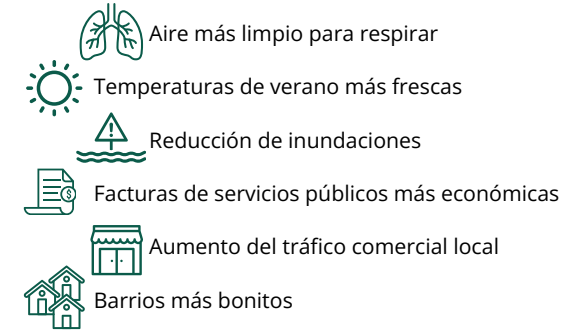 Aire más limpio para respirar
Temperaturas de verano más frescas
Reducción de inundaciones
Facturas de servicios públicos más económicas
Aumento del tráfico comercial local
Barrios más bonitos